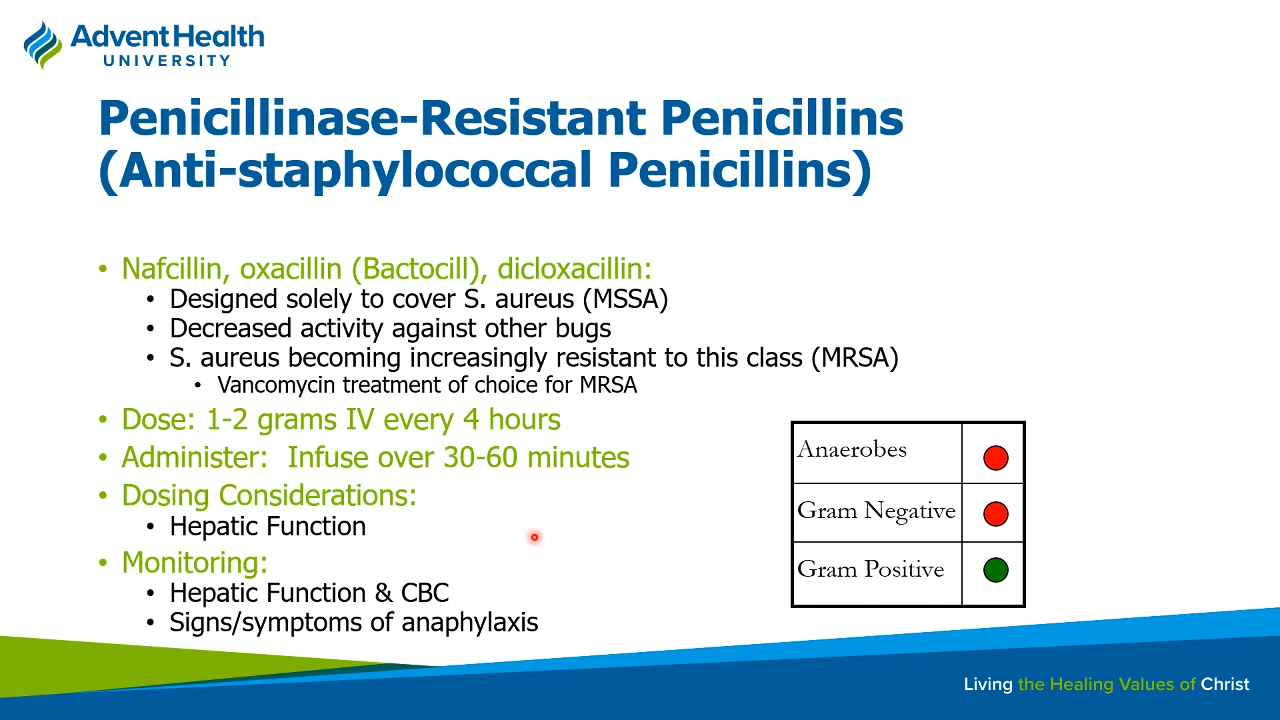 AdventHealth
UNIVERSITY
Penicillinase-Resistant Penicillins
(Anti-staphylococcal Penicillins)
• Nafcillin, oxacillin (Bactocill), dicloxacillin:
• Designed solely to cover S. aureus (MSSA)
• Decreased activity against other bugs
• S. aureus becoming increasingly resistant to this class (MRSA)
• Vancomycin treatment of choice for MRSA
• Dose: 1-2 grams IV every 4 hours
• Administer:  Infuse over 30-60 minutes
• Dosing Considerations:
• Hepatic Function
• Monitoring:
• Hepatic Function & CBC
• Signs/symptoms of anaphylaxis
Anaerobes
Gram Negative
Gram Positive
Living the Healing Values of Christ